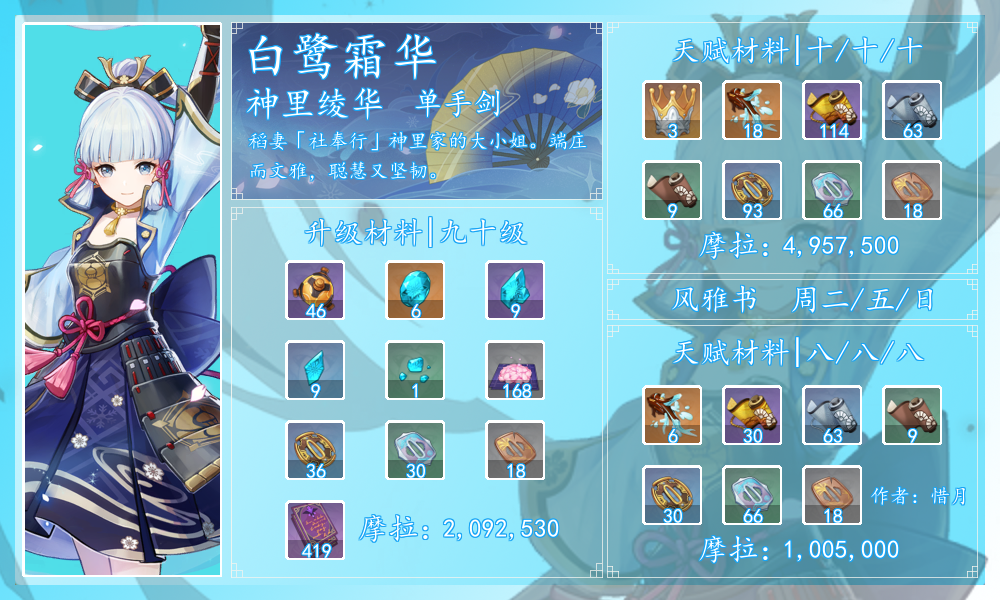 白鹭霜华
神里绫华 单手剑
稻妻「社奉行」神里家的大小姐。端庄
而文雅，聪慧又坚韧。
升级材料|九十级
46 6 9
9 1 168
36 30 18
419 摩拉：2,092,530
天赋材料|十/十/十
3 18 114 63
9 93 66 18
摩拉：4,957,500
风雅书 周二/五/日
天赋材料|八/八/八
6 30 63 9
30 66 18 作者：惜月
摩拉：1,005,000